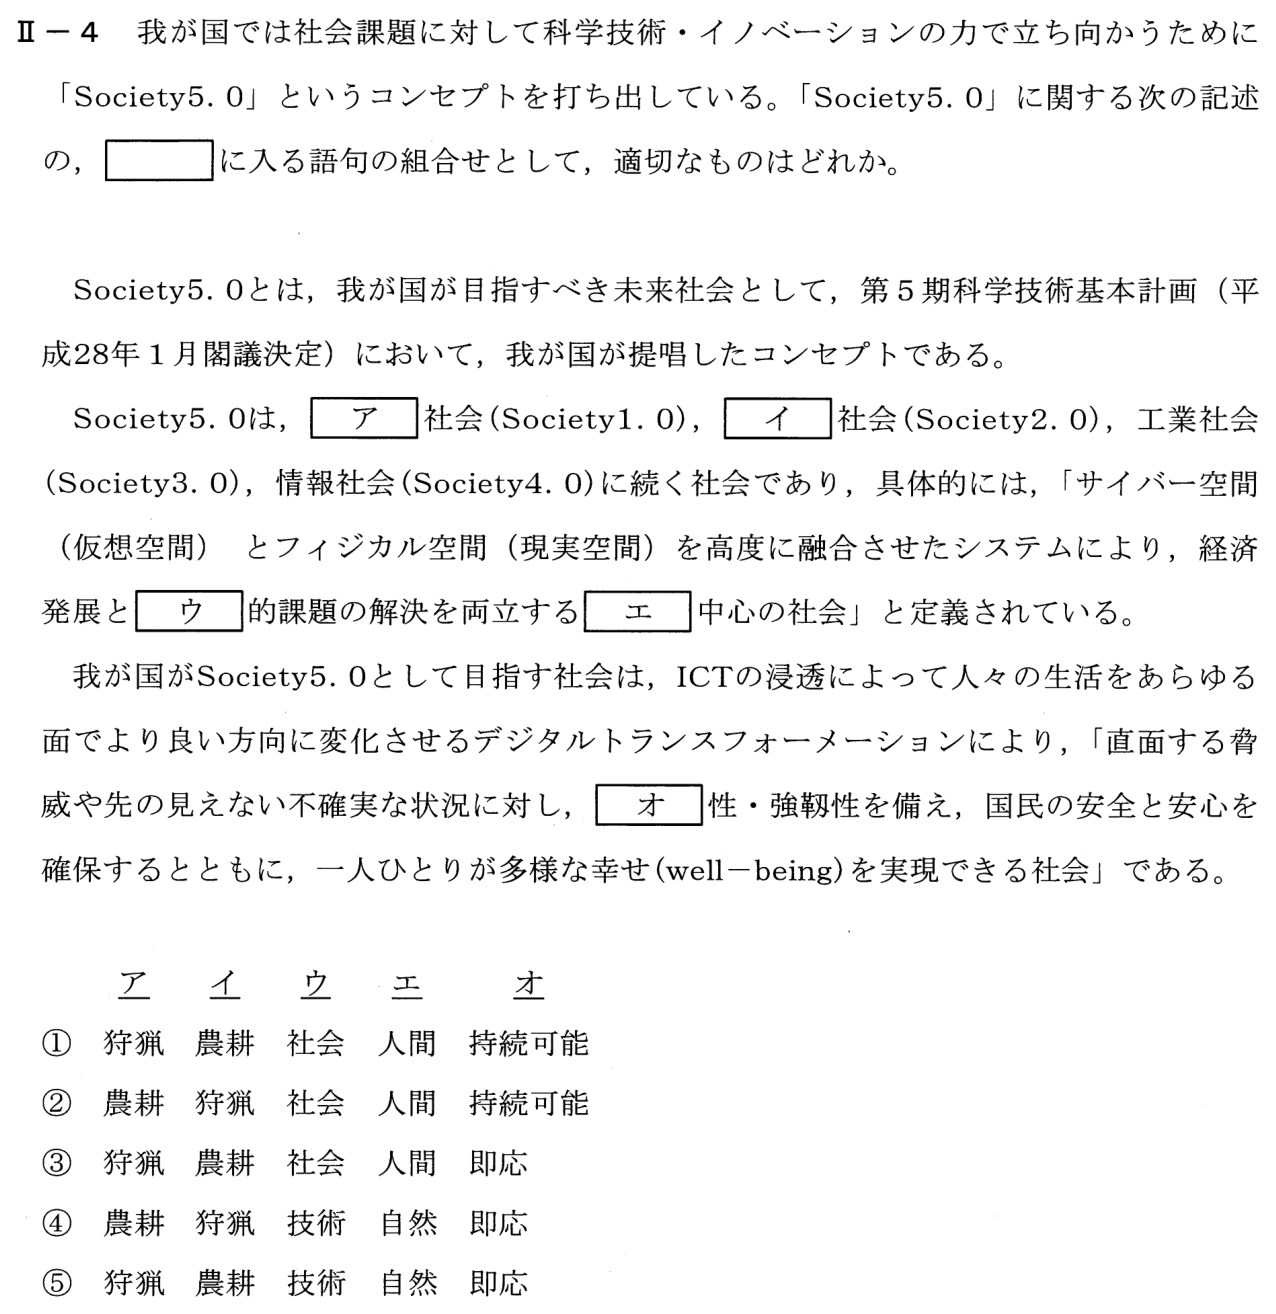 Ⅱ－4　我が国では社会課題に対して科学技術・イノベーションの力で立ち向かうために
「Society5. 0」というコンセプトを打ち出している。「Society5. 0」に関する次の記述
の，　　　に入る語句の組合せとして，適切なものはどれか。
Society5. 0とは，我が国が目指すべき未来社会として，第５期科学技術基本計画（平
成28年１月閣議決定）において，我が国が提唱したコンセプトである。
Society5. 0は， ア 社会(Society1. 0)， イ 社会(Society2. 0)，工業社会
(Society3. 0)，情報社会(Society4. 0)に続く社会であり，具体的には，「サイバー空間
（仮想空間）　とフィジカル空間（現実空間）を高度に融合させたシステムにより，経済
発展と ウ 的課題の解決を両立する エ 中心の社会」と定義されている。
我が国がSociety5. 0として目指す社会は，ICTの浸透によって人々の生活をあらゆる
面でより良い方向に変化させるデジタルトランスフォーメーションにより，「直面する脅
威や先の見えない不確実な状況に対し， オ 性・強靱性を備え，国民の安全と安心を
確保するとともに，一人ひとりが多様な幸せ(well－being)を実現できる社会」である。
ア　イ　ウ　エ　オ
①　狩猟　農耕　社会　人間　持続可能
②　農耕　狩猟　社会　人間　持続可能
③　狩猟　農耕　社会　人間　即応
④　農耕　狩猟　技術　自然　即応
⑤　狩猟　農耕　技術　自然　即応